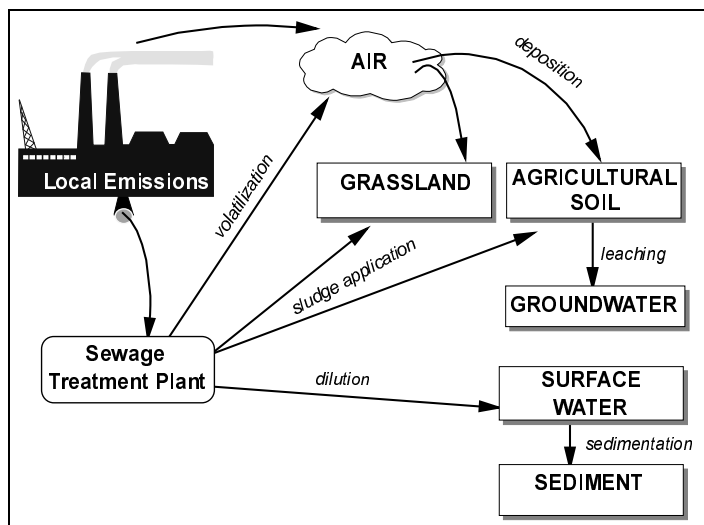 AIR
deposition
Local Emissions
volatilization
GRASSLAND
AGRICULTURAL
SOIL
sludge application
leaching
GROUNDWATER
Sewage
Treatment Plant
dilution
SURFACE
WATER
sedimentation
SEDIMENT